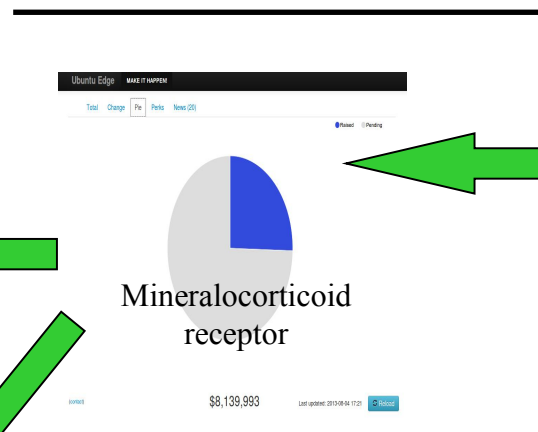 Ubuntu Edge MAKE IT HAPPEN!
Total Change Pie Perks News (20)
Raised Pending
Mineralocorticoid
receptor
(correct) $8,139,993 Last updated: 2013-08-04 17:21 Reload